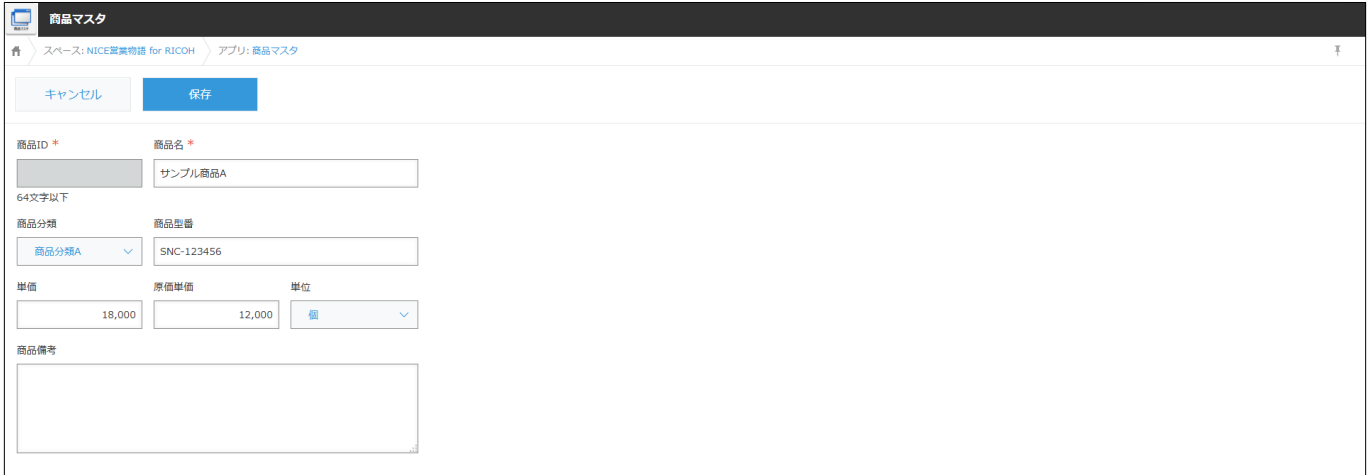 商品マスタ
スペース: NICE営業物語 for RICOH アプリ: 商品マスタ
キャンセル 保存
商品ID * 商品名 *
サンプル商品A
64文字以下
商品分類 商品型番
商品分類A SNC-123456
単価 原価単価 単位
18,000 12,000 個
商品備考